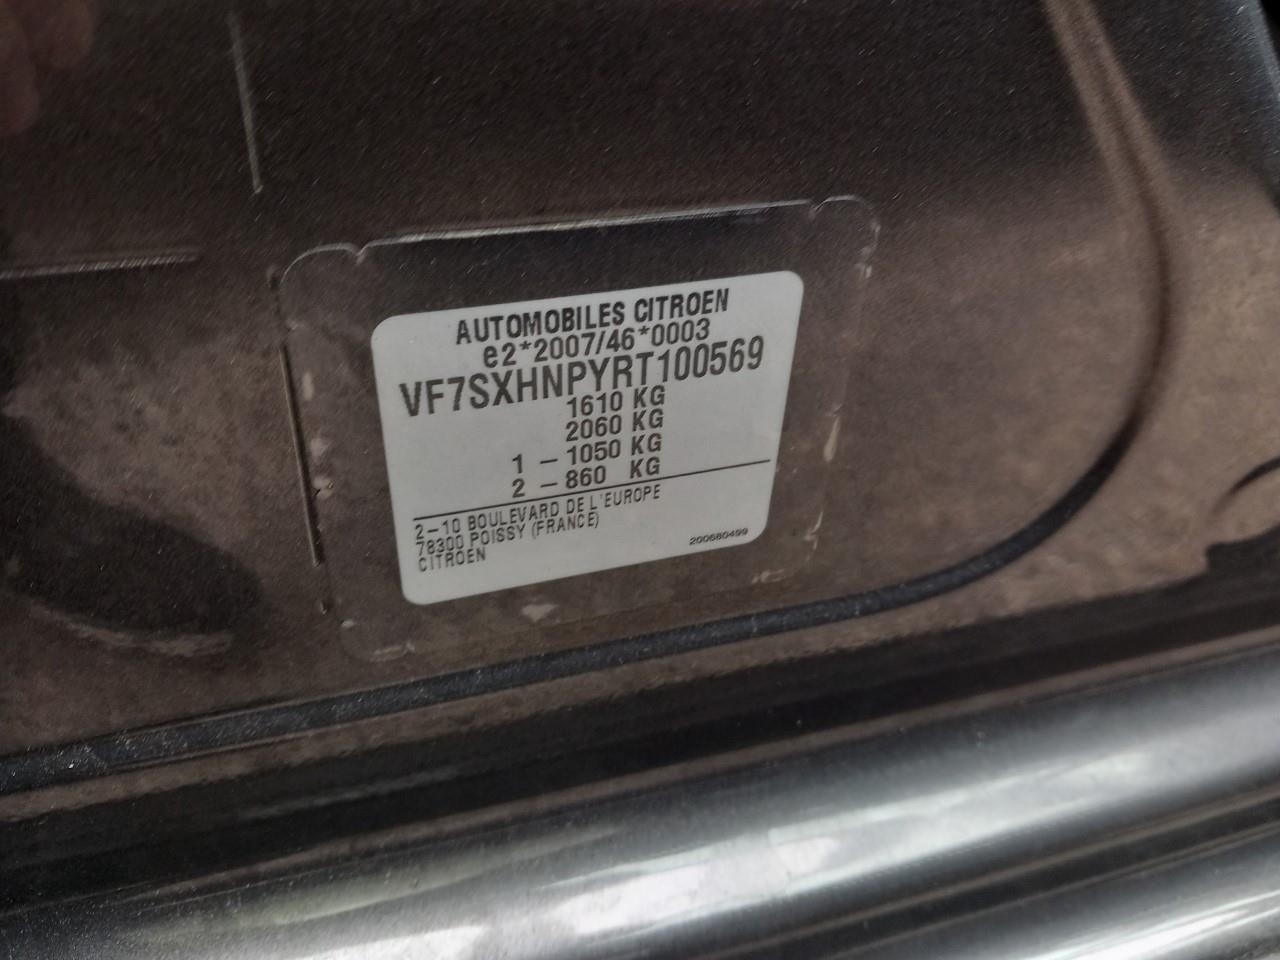 AUTOMOBILES CITROEN
e2*2007/46*0003
VF7SXHNPYRT100569
1610 KG
2060 KG
1 - 1050 KG
2 - 860 KG
2-10 BOULEVARD DE L'EUROPE
78300 POISSY (FRANCE)
CITROEN
200680499